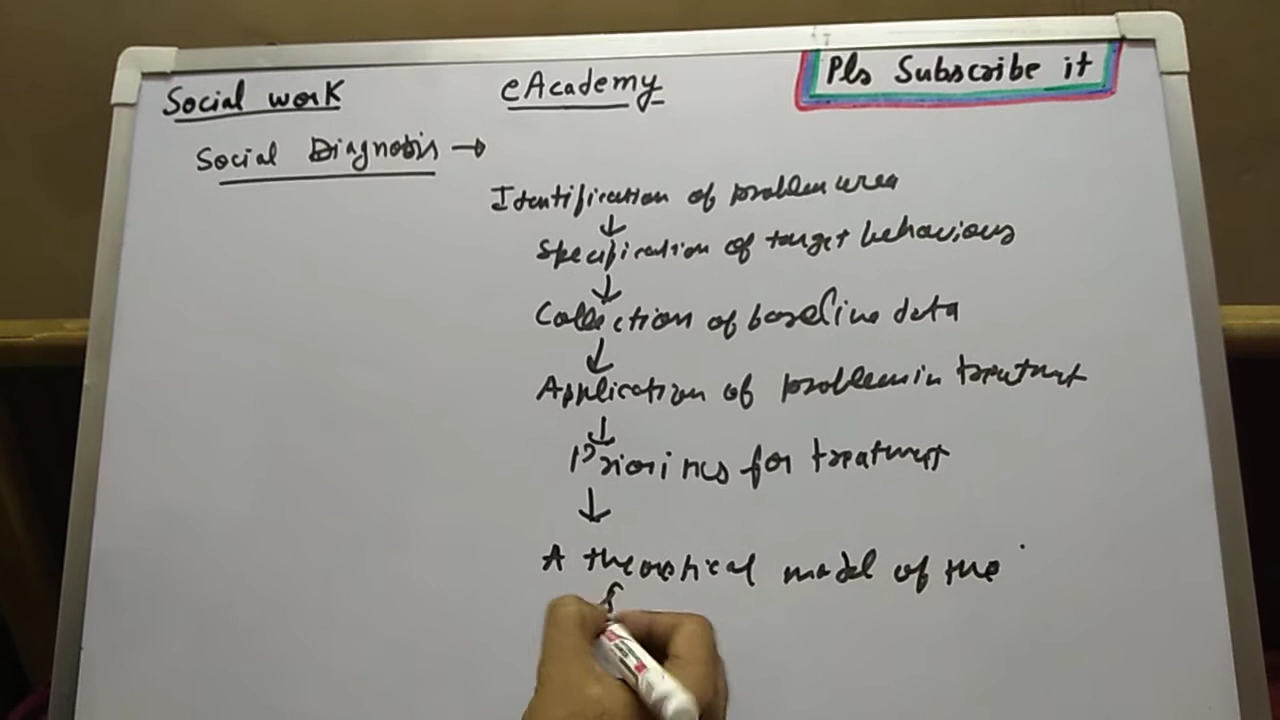 Social work
eAcademy
Pls Subscribe it
Social Diagnosis →
Identification of problem area
↓
Specification of target behaviours
↓
Collection of baseline data
↓
Application of problem in treatment
↓
Priorities for treatment
↓
A theoretical model of the